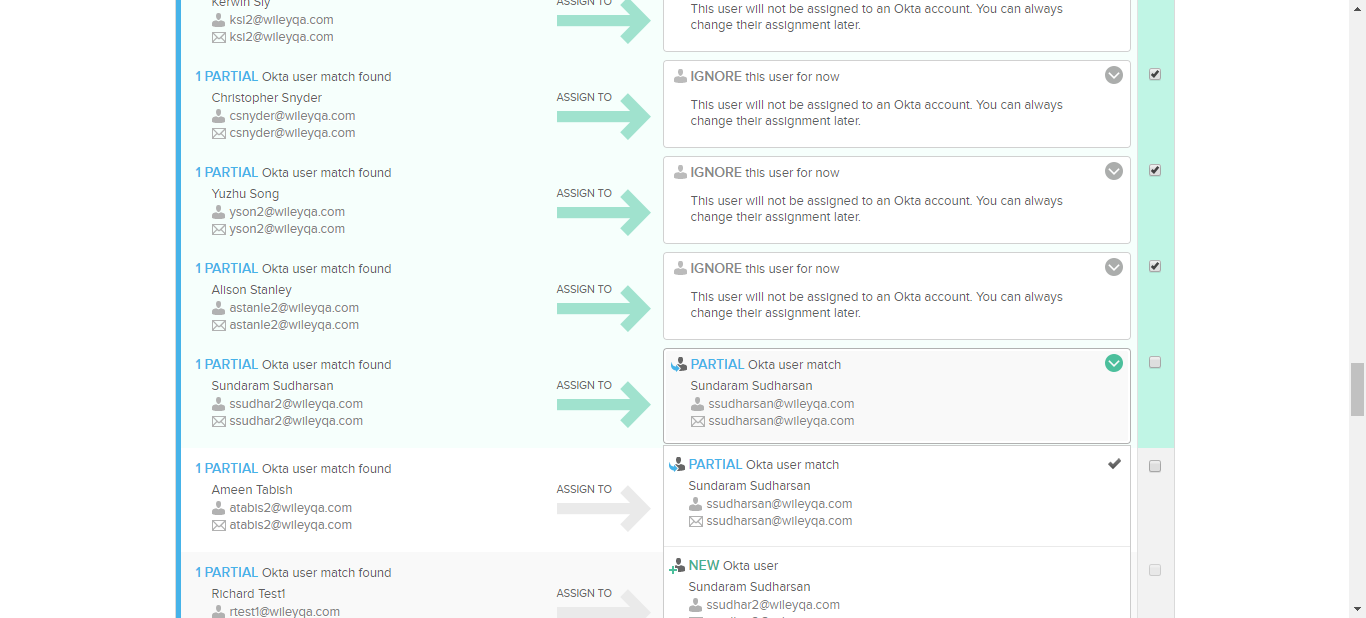 Kerwin Sly
ksl2@wileyqa.com
ksl2@wileyqa.com
ASSIGN TO
This user will not be assigned to an Okta account. You can always
change their assignment later.
1 PARTIAL Okta user match found
Christopher Snyder
csnyder@wileyqa.com
csnyder@wileyqa.com
ASSIGN TO
IGNORE this user for now
This user will not be assigned to an Okta account. You can always
change their assignment later.
1 PARTIAL Okta user match found
Yuzhu Song
yson2@wileyqa.com
yson2@wileyqa.com
ASSIGN TO
IGNORE this user for now
This user will not be assigned to an Okta account. You can always
change their assignment later.
1 PARTIAL Okta user match found
Alison Stanley
astanle2@wileyqa.com
astanle2@wileyqa.com
ASSIGN TO
IGNORE this user for now
This user will not be assigned to an Okta account. You can always
change their assignment later.
1 PARTIAL Okta user match found
Sundaram Sudharsan
ssudhar2@wileyqa.com
ssudhar2@wileyqa.com
ASSIGN TO
PARTIAL Okta user match
Sundaram Sudharsan
ssudharsan@wileyqa.com
ssudharsan@wileyqa.com
1 PARTIAL Okta user match found
Ameen Tabish
atabis2@wileyqa.com
atabis2@wileyqa.com
ASSIGN TO
PARTIAL Okta user match
Sundaram Sudharsan
ssudharsan@wileyqa.com
ssudharsan@wileyqa.com
1 PARTIAL Okta user match found
Richard Test1
rtest1@wileyqa.com
ASSIGN TO
NEW Okta user
Sundaram Sudharsan
ssudhar2@wileyqa.com